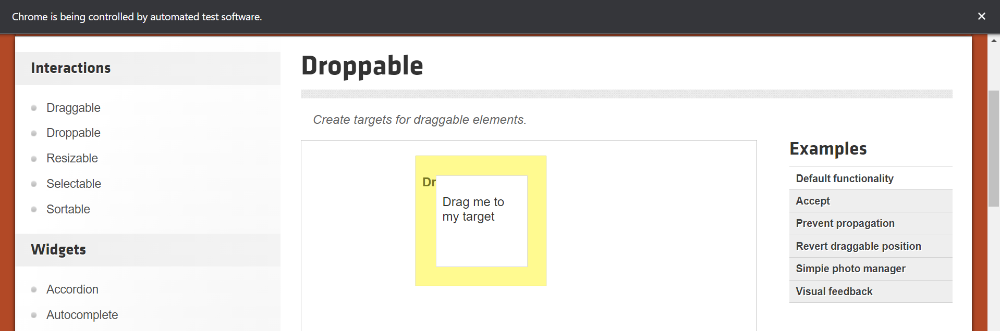 Chrome is being controlled by automated test software.
Interactions
Draggable
Droppable
Resizable
Selectable
Sortable
Widgets
Accordion
Autocomplete
Droppable
Create targets for draggable elements.
Dr
Drag me to
my target
Examples
Default functionality
Accept
Prevent propagation
Revert draggable position
Simple photo manager
Visual feedback